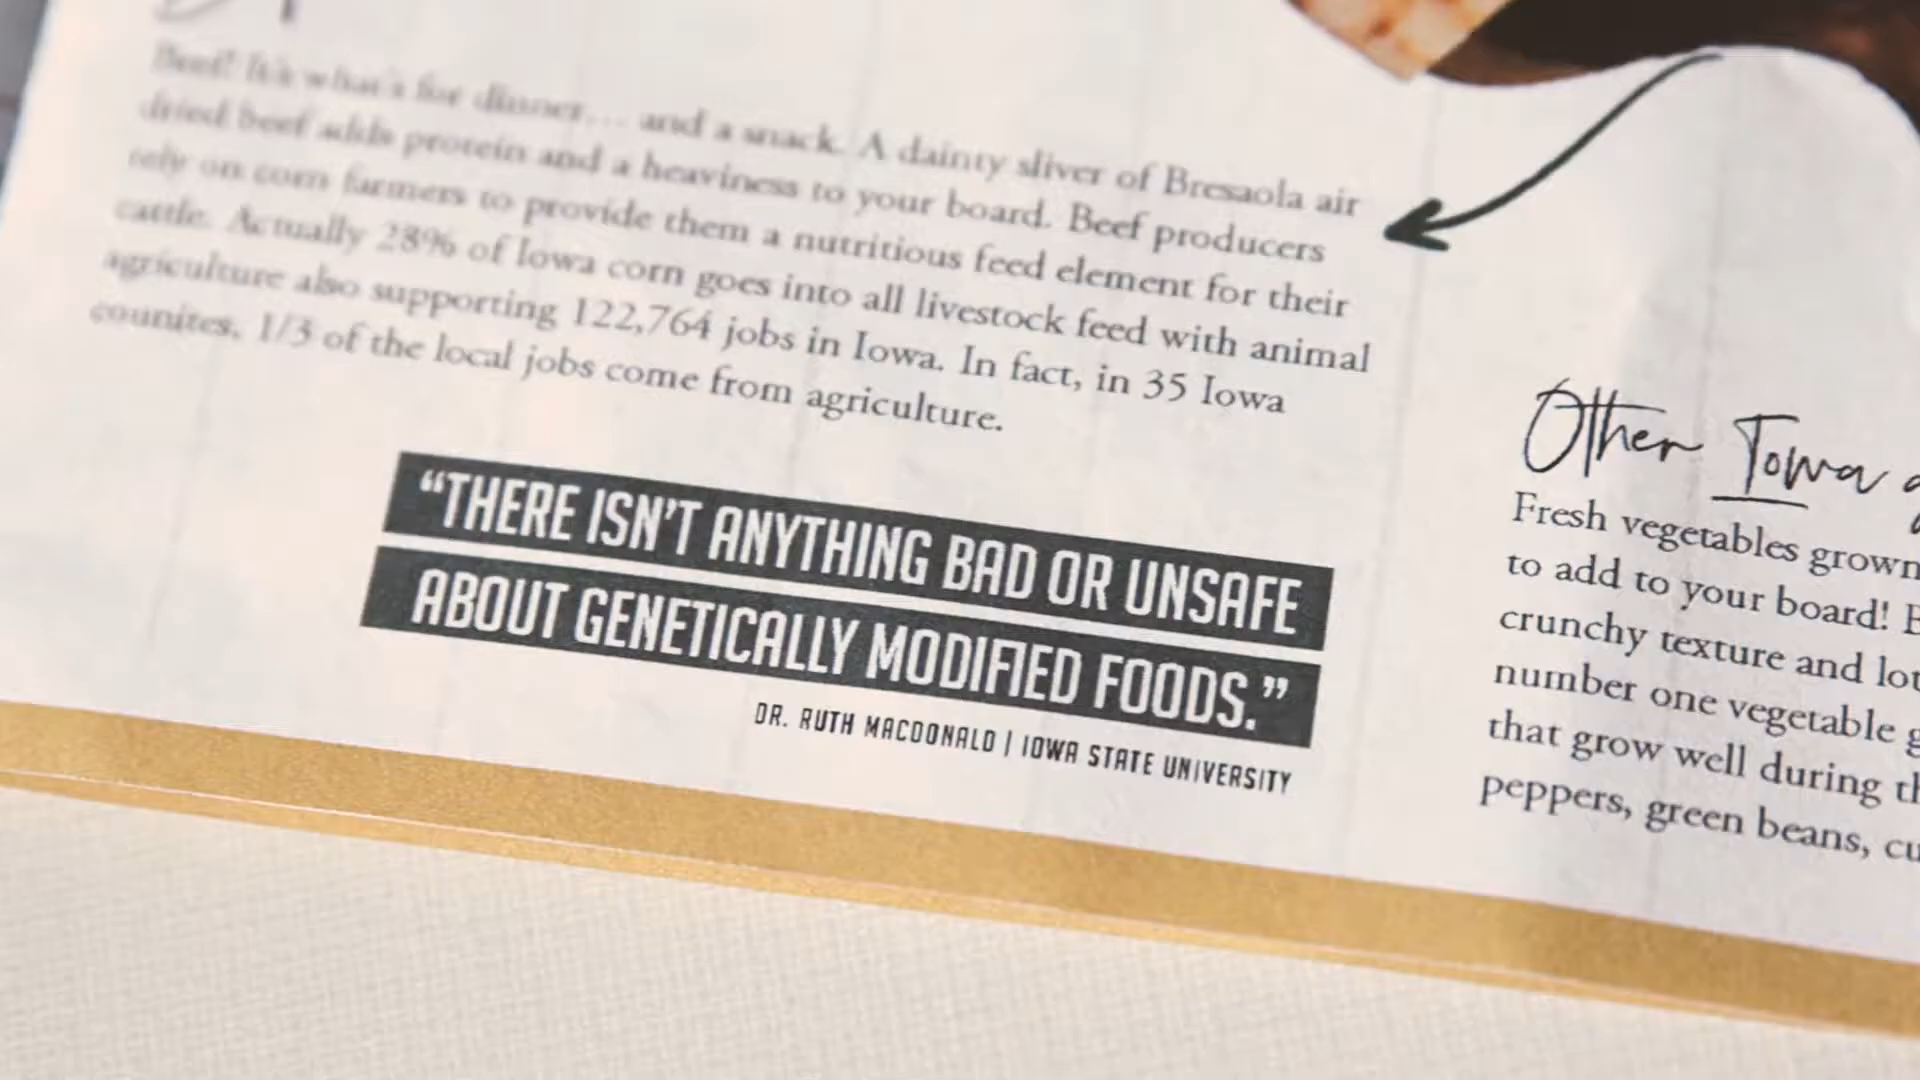 Beef! It's what's for dinner... and a snack. A dainty sliver of Bresaola air
dried beef adds protein and a heaviness to your board. Beef producers
rely on corn farmers to provide them a nutritious feed element for their
cattle. Actually 28% of Iowa corn goes into all livestock feed with animal
agriculture also supporting 122,764 jobs in Iowa. In fact, in 35 Iowa
counites, 1/3 of the local jobs come from agriculture.
“THERE ISN'T ANYTHING BAD OR UNSAFE
ABOUT GENETICALLY MODIFIED FOODS.”
DR. RUTH MACDONALD | IOWA STATE UNIVERSITY
Other Iowa
Fresh vegetables grown
to add to your board!
crunchy texture and
number one vegetable
that grow well during
peppers, green beans,